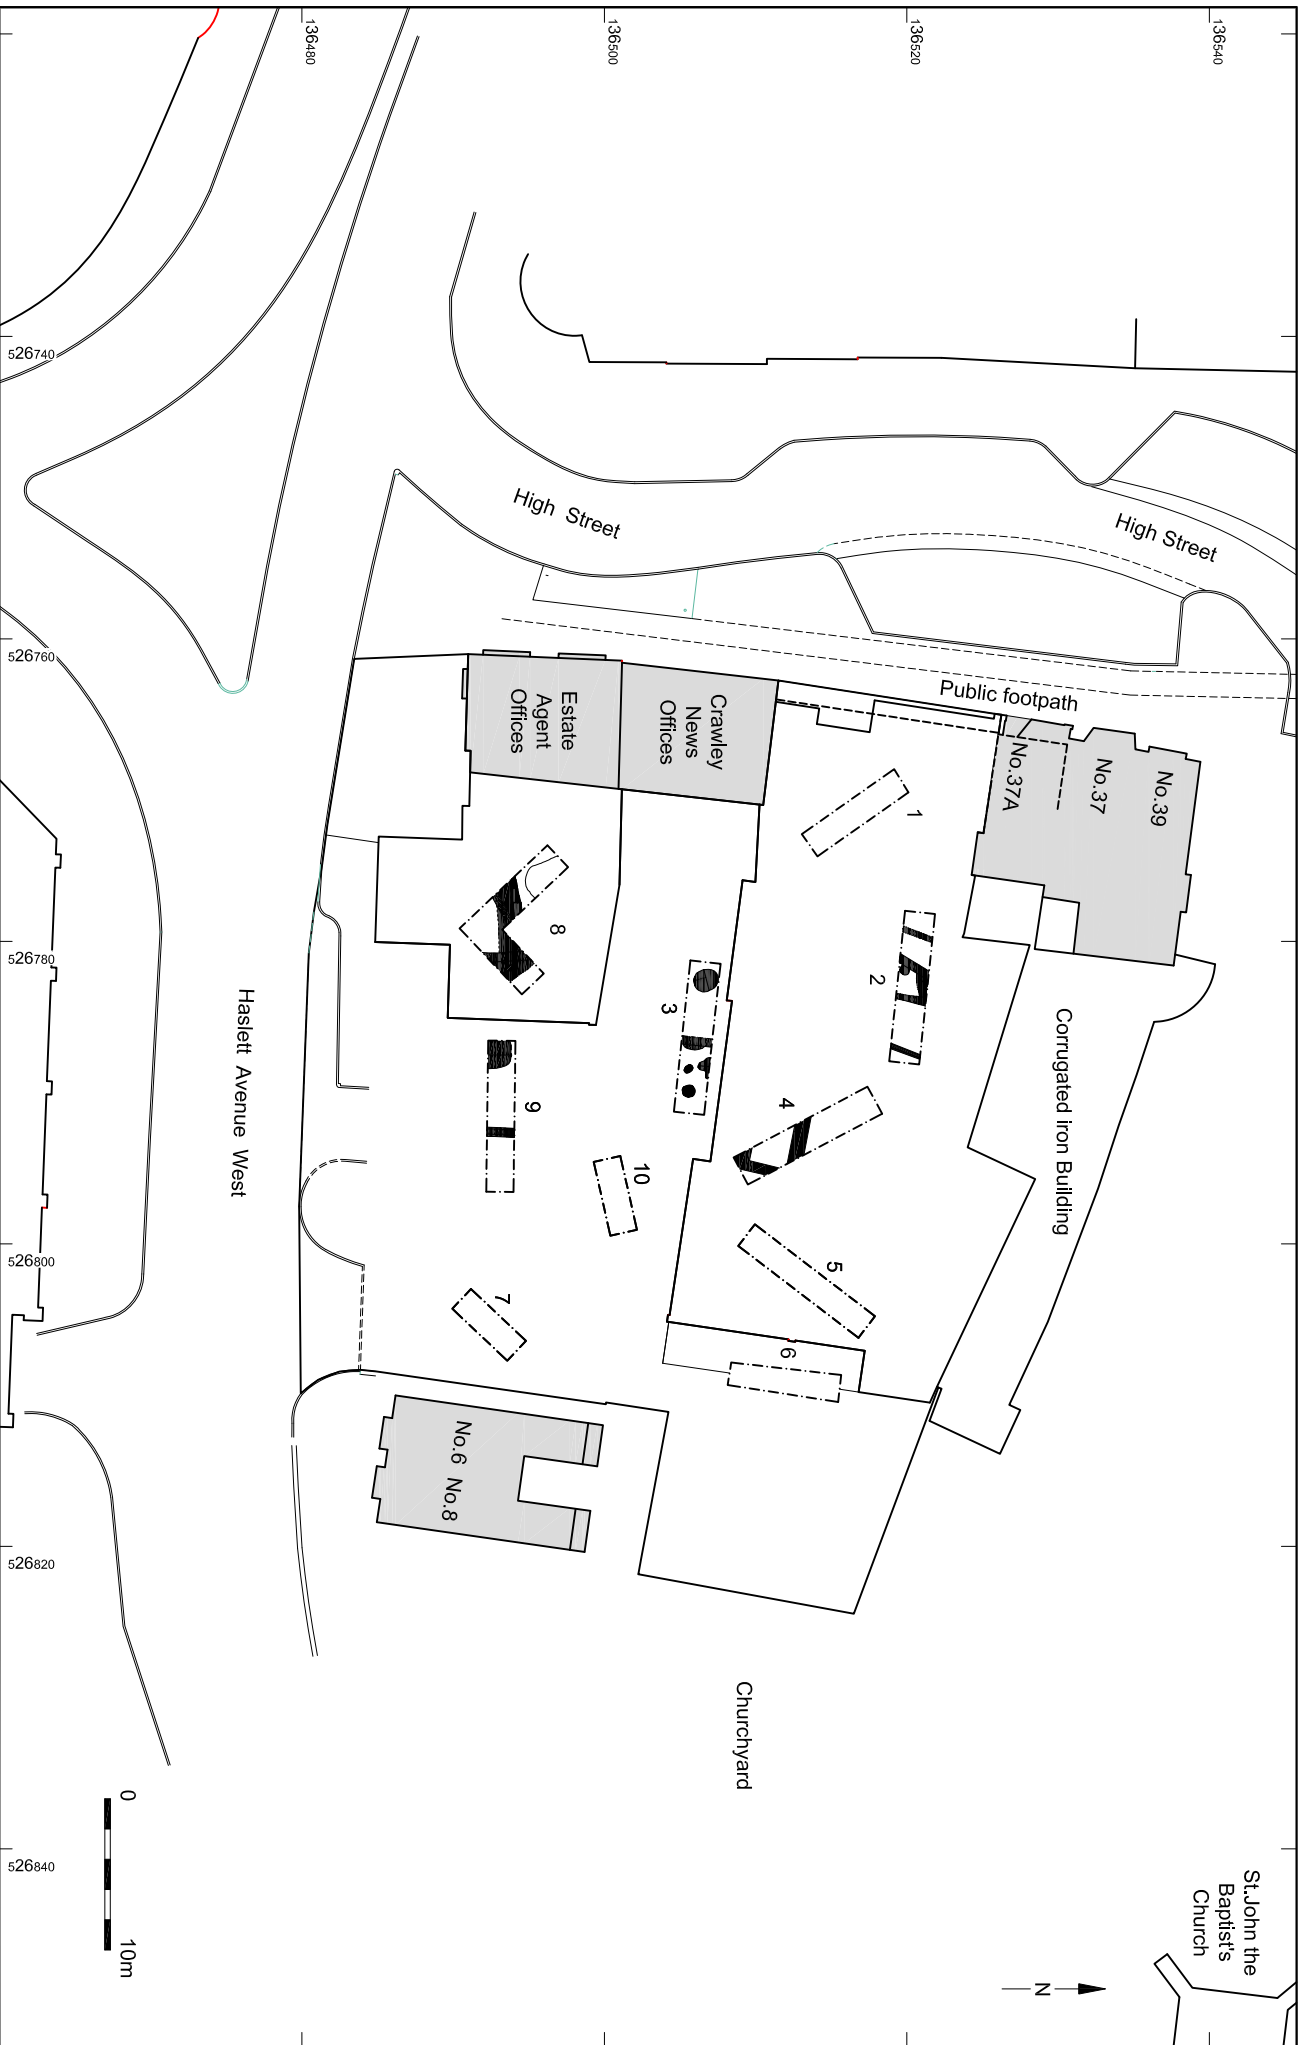 136480
136500
136520
136540
526740
526760
526780
526800
526820
526840
High Street
High Street
Public footpath
Estate
Agent
Offices
Crawley
News
Offices
No.37A
No.37
No.39
1
2
3
4
5
6
7
8
9
10
Corrugated iron Building
Haslett Avenue West
No.6 No.8
Churchyard
St.John the
Baptist's
Church
N
0
10m